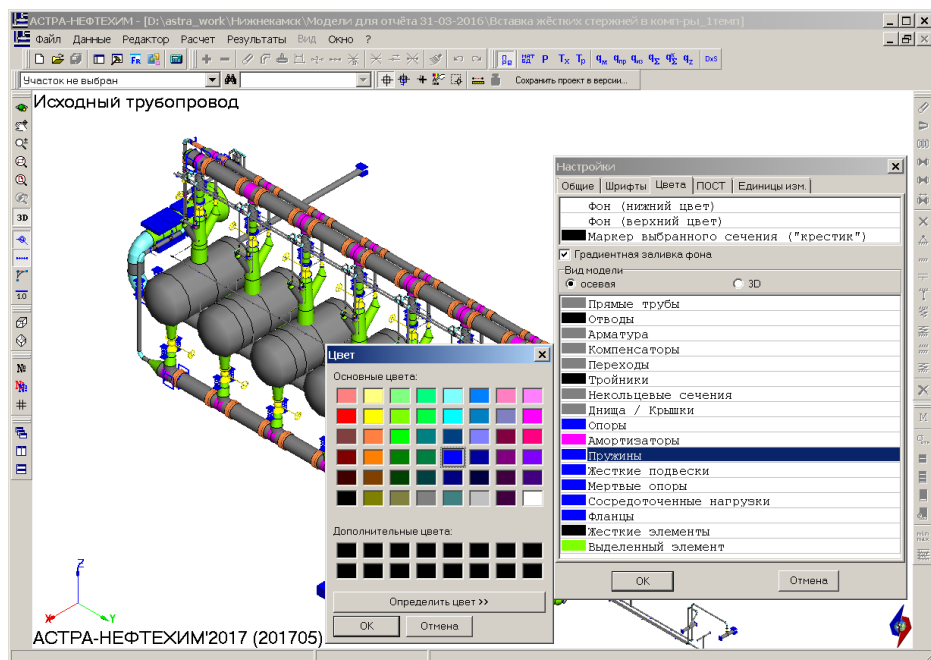 АСТРА-НЕФТЕХИМ - [D:\astra_work\Нижнекамск\Модели для отчёта 31-03-2016\Вставка жёстких стержней в комп-ры_1темп]
Файл Данные Редактор Расчет Результаты Вид Окно ?
Участок не выбран
Сохранить проект в версии...
Исходный трубопровод
3D
Настройки
Общие Шрифты Цвета ПОСТ Единицы изм.
Фон (нижний цвет)
Фон (верхний цвет)
Маркер выбранного сечения ("крестик")
Градиентная заливка фона
Вид модели
осевая 3D
Прямые трубы
Отводы
Арматура
Компенсаторы
Переходы
Тройники
Некольцевые сечения
Днища / Крышки
Опоры
Амортизаторы
Пружины
Жесткие подвески
Мертвые опоры
Сосредоточенные нагрузки
Фланцы
Жесткие элементы
Выделенный элемент
OK Отмена
Цвет
Основные цвета:
Дополнительные цвета:
Определить цвет >>
OK Отмена
Z
X
Y
АСТРА-НЕФТЕХИМ'2017 (201705)